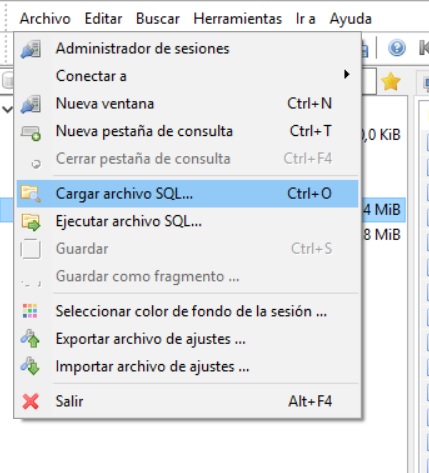 Archivo Editar Buscar Herramientas Ir a Ayuda
Administrador de sesiones
Conectar a
Nueva ventana Ctrl+N
Nueva pestaña de consulta Ctrl+T
,0 KiB
Cerrar pestaña de consulta Ctrl+F4
Cargar archivo SQL... Ctrl+O
4 MiB
Ejecutar archivo SQL...
8 MiB
Guardar Ctrl+S
Guardar como fragmento ...
Seleccionar color de fondo de la sesión ...
Exportar archivo de ajustes ...
Importar archivo de ajustes ...
Salir Alt+F4